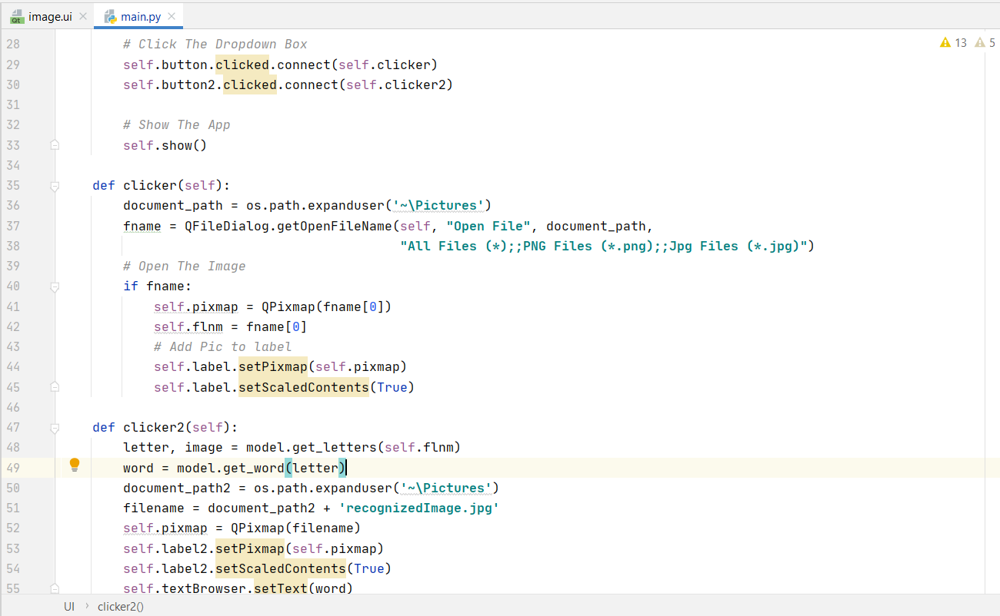 image.ui main.py
13 5
28 # Click The Dropdown Box
29 self.button.clicked.connect(self.clicker)
30 self.button2.clicked.connect(self.clicker2)
31
32 # Show The App
33 self.show()
34
35 def clicker(self):
36 document_path = os.path.expanduser('~\Pictures')
37 fname = QFileDialog.getOpenFileName(self, "Open File", document_path,
38 "All Files (*);;PNG Files (*.png);;Jpg Files (*.jpg)")
39 # Open The Image
40 if fname:
41 self.pixmap = QPixmap(fname[0])
42 self.flnm = fname[0]
43 # Add Pic to label
44 self.label.setPixmap(self.pixmap)
45 self.label.setScaledContents(True)
46
47 def clicker2(self):
48 letter, image = model.get_letters(self.flnm)
49 word = model.get_word(letter)
50 document_path2 = os.path.expanduser('~\Pictures')
51 filename = document_path2 + 'recognizedImage.jpg'
52 self.pixmap = QPixmap(filename)
53 self.label2.setPixmap(self.pixmap)
54 self.label2.setScaledContents(True)
55 self.textBrowser.setText(word)
UI › clicker2()